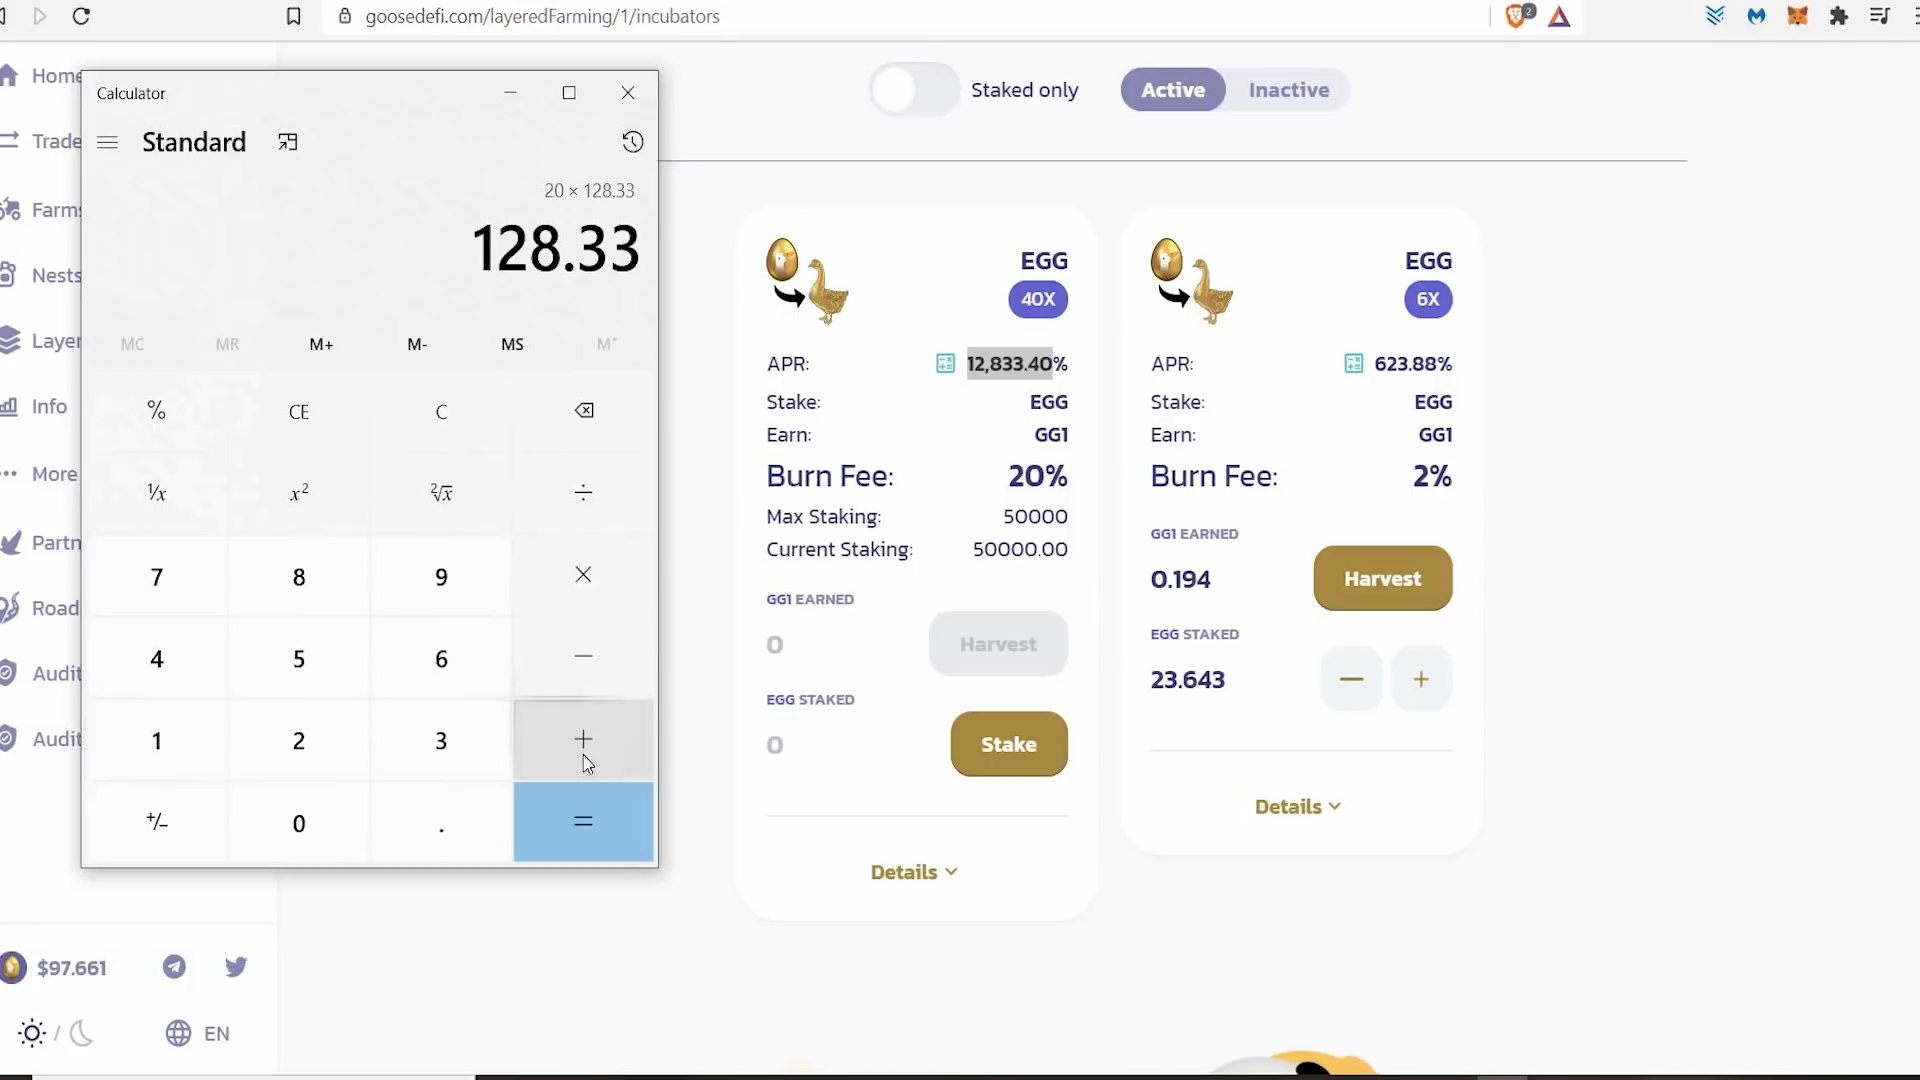 goosedefi.com/layeredFarming/1/incubators
2
Home
Trade
Farms
Nests
Layer
Info
More
Partn
Road
Audit
Audit
$97.661
/
EN
Calculator
Standard
20 × 128.33
128.33
MC MR M+ M- MS M˅
% CE C
¹/x x² ²√x ÷
7 8 9 ×
4 5 6 −
1 2 3 +
+/− 0 . =
Staked only
Active Inactive
EGG
40X
APR: 12,833.40%
Stake: EGG
Earn: GG1
Burn Fee: 20%
Max Staking: 50000
Current Staking: 50000.00
GG1 EARNED
0 Harvest
EGG STAKED
0 Stake
Details
EGG
6X
APR: 623.88%
Stake: EGG
Earn: GG1
Burn Fee: 2%
GG1 EARNED
0.194 Harvest
EGG STAKED
23.643 − +
Details